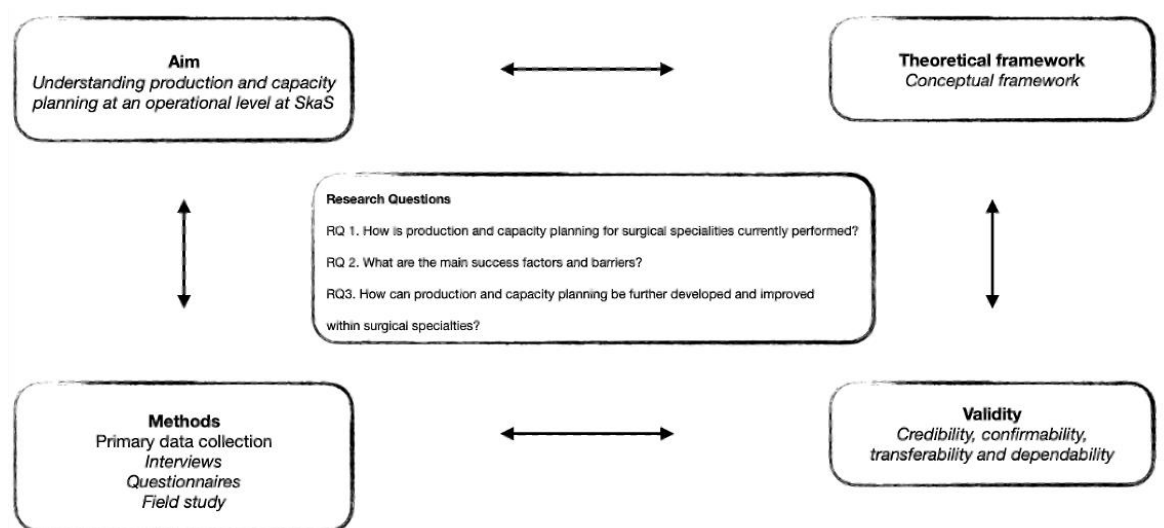 Aim
Understanding production and capacity
planning at an operational level at SkaS
Theoretical framework
Conceptual framework
Research Questions
RQ 1. How is production and capacity planning for surgical specialities currently performed?
RQ 2. What are the main success factors and barriers?
RQ3. How can production and capacity planning be further developed and improved
within surgical specialties?
Methods
Primary data collection
Interviews
Questionnaires
Field study
Validity
Credibility, confirmability,
transferability and dependability